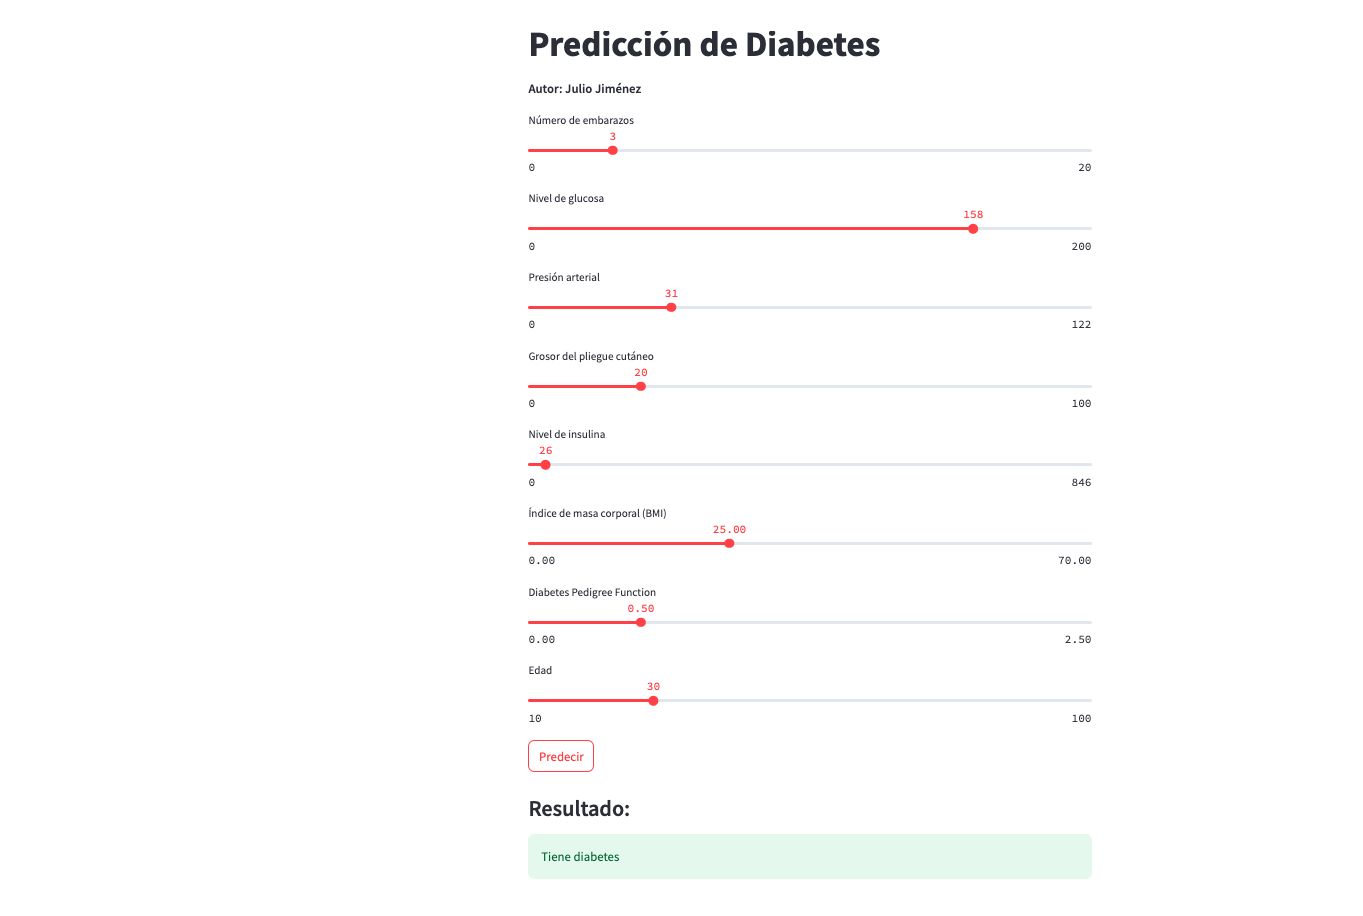 Predicción de Diabetes
Autor: Julio Jiménez
Número de embarazos
3
0 20
Nivel de glucosa
158
0 200
Presión arterial
31
0 122
Grosor del pliegue cutáneo
20
0 100
Nivel de insulina
26
0 846
Índice de masa corporal (BMI)
25.00
0.00 70.00
Diabetes Pedigree Function
0.50
0.00 2.50
Edad
30
10 100
Predecir
Resultado:
Tiene diabetes